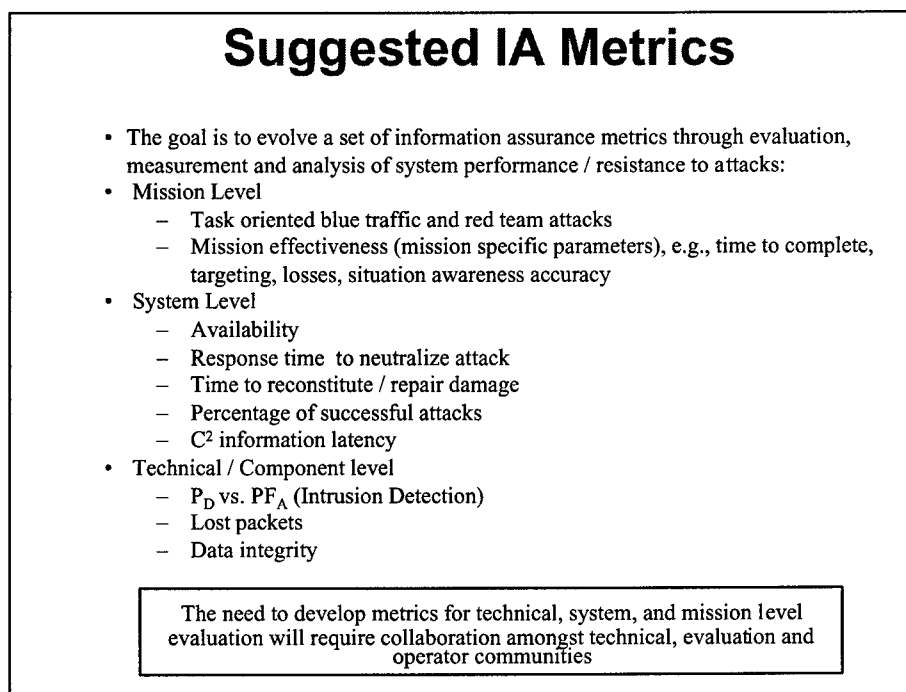 Suggested IA Metrics
• The goal is to evolve a set of information assurance metrics through evaluation,
measurement and analysis of system performance / resistance to attacks:
• Mission Level
– Task oriented blue traffic and red team attacks
– Mission effectiveness (mission specific parameters), e.g., time to complete,
targeting, losses, situation awareness accuracy
• System Level
– Availability
– Response time to neutralize attack
– Time to reconstitute / repair damage
– Percentage of successful attacks
– C² information latency
• Technical / Component level
– P_D vs. PF_A (Intrusion Detection)
– Lost packets
– Data integrity
The need to develop metrics for technical, system, and mission level
evaluation will require collaboration amongst technical, evaluation and
operator communities